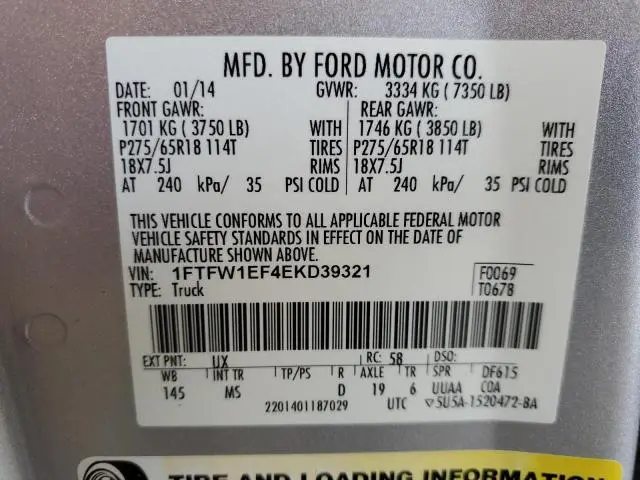 MFD. BY FORD MOTOR CO.
DATE: 01/14 GVWR: 3334 KG ( 7350 LB)
FRONT GAWR: REAR GAWR:
1701 KG ( 3750 LB) WITH 1746 KG ( 3850 LB) WITH
P275/65R18 114T TIRES P275/65R18 114T TIRES
18X7.5J RIMS 18X7.5J RIMS
AT 240 kPa/ 35 PSI COLD AT 240 kPa/ 35 PSI COLD
THIS VEHICLE CONFORMS TO ALL APPLICABLE FEDERAL MOTOR
VEHICLE SAFETY STANDARDS IN EFFECT ON THE DATE OF
MANUFACTURE SHOWN ABOVE.
VIN: 1FTFW1EF4EKD39321 F0069
TYPE: Truck T0678
EXT PNT: UX RC: 58 DSO:
WB INT TR TP/PS R AXLE TR SPR DF615
145 MS D 19 6 UUAA COA
2201401187029 UTC ▽5U5A-1520472-BA
TIRE AND LOADING INFORMATION